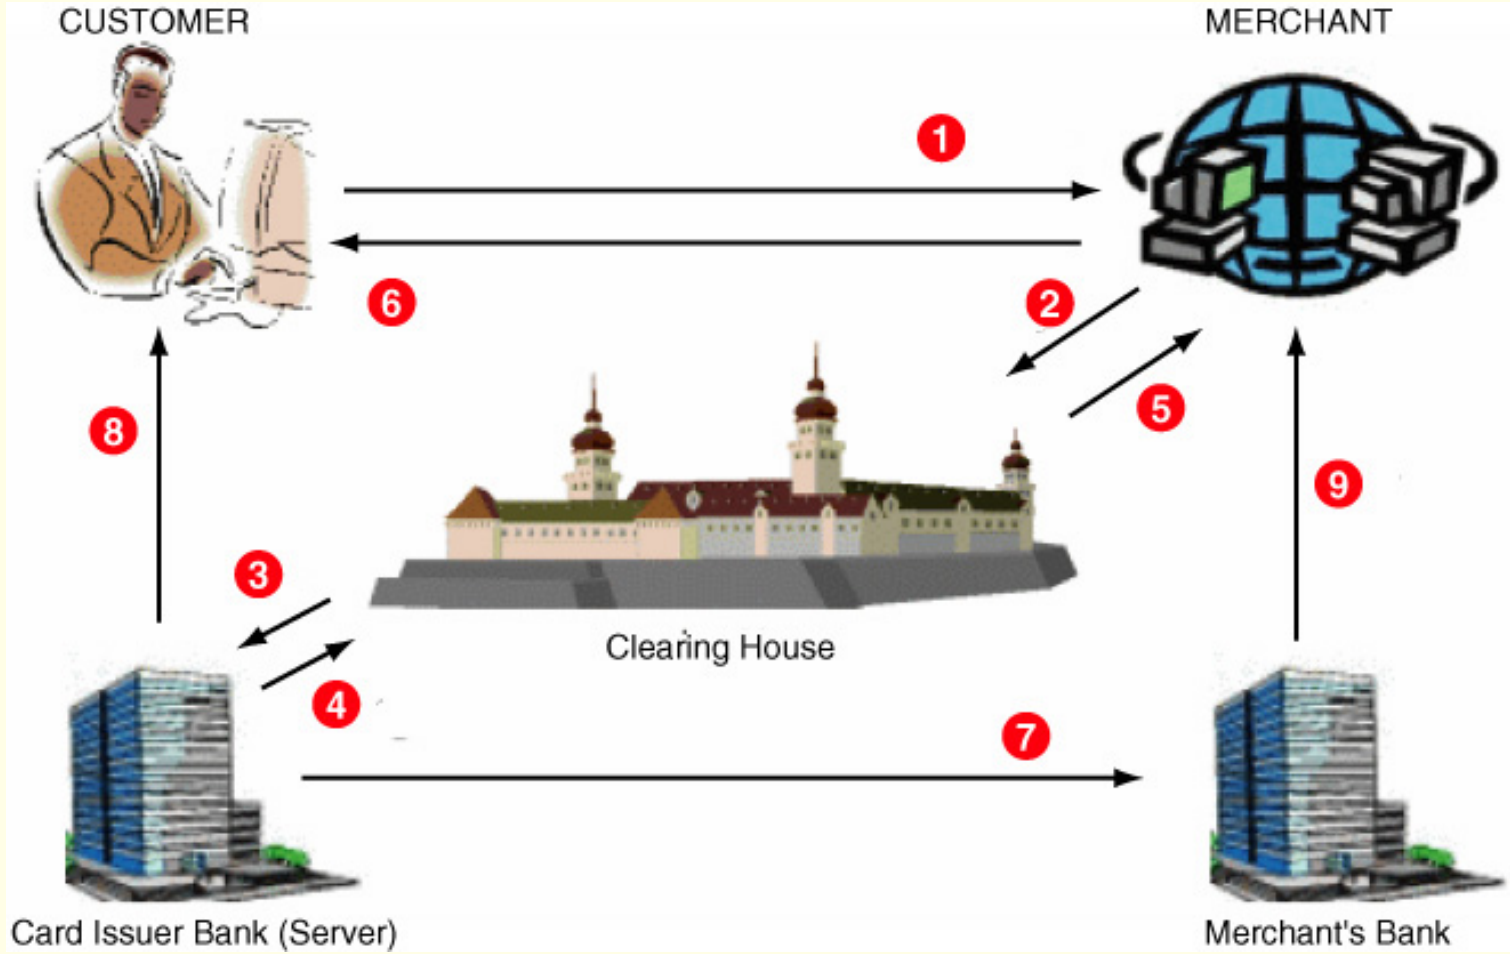 CUSTOMER
MERCHANT
1
6
2
5
8
9
3
Clearing House
4
7
Card Issuer Bank (Server)
Merchant's Bank